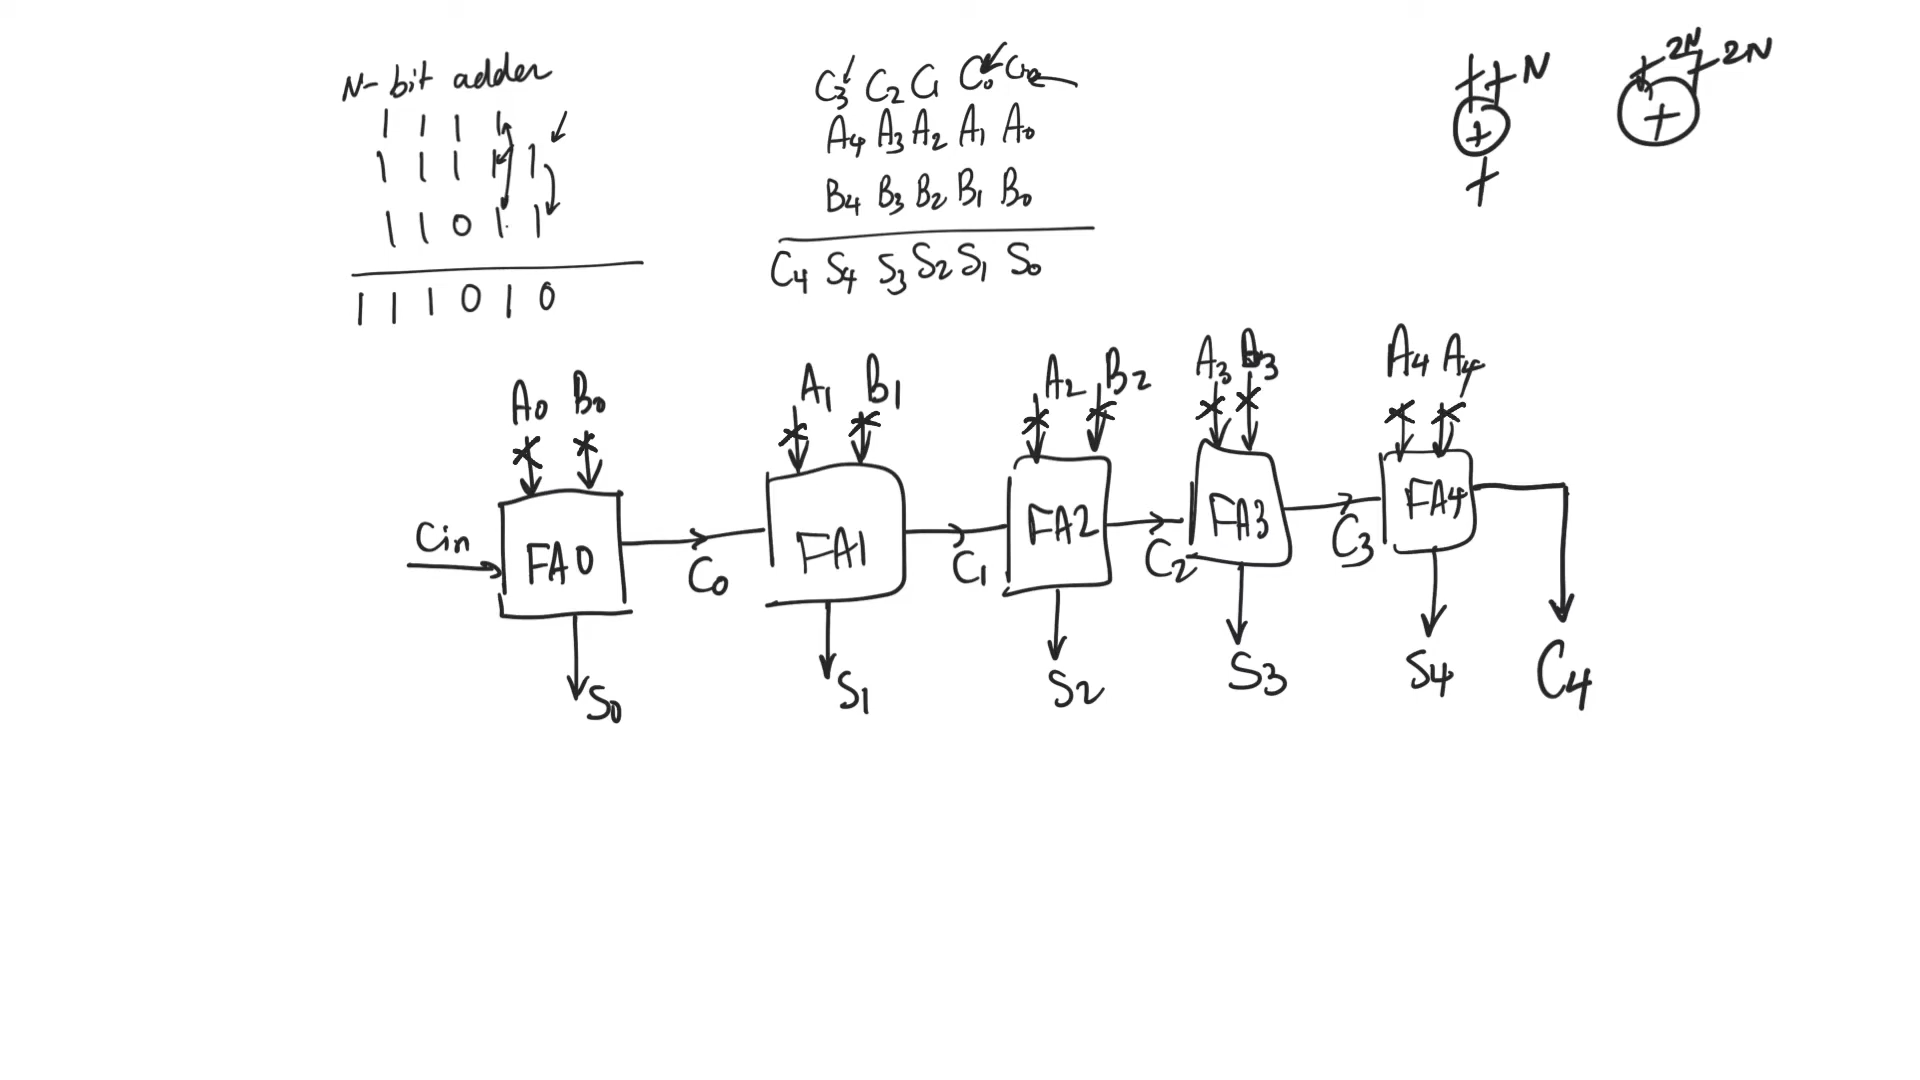 N-bit adder
1 1 1 1
1 1 1 1 1
1 1 0 1 1
1 1 1 0 1 0
C3 C2 C1 C0
A4 A3 A2 A1 A0
B4 B3 B2 B1 B0
C4 S4 S3 S2 S1 S0
N
+
2N 2N
+
A0 B0 A1 B1 A2 B2 A3 A4 A4
Cin FA0 C0 FA1 C1 FA2 C2 FA3 C3 FA4
S0 S1 S2 S3 S4 C4